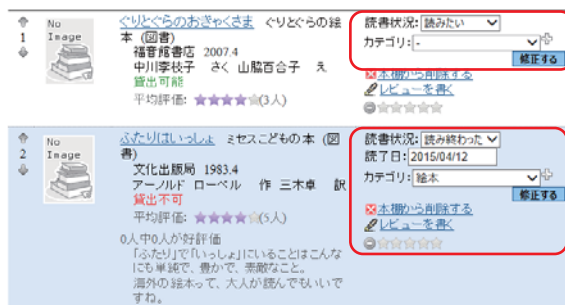 1
No
Image
ぐりとぐらのおきゃくさま ぐりとぐらの絵
本 (図書)
福音館書店 2007.4
中川李枝子 さく 山脇百合子 え
貸出可能
平均評価: ★★★★☆(3人)
読書状況: 読みたい
カテゴリ: -
修正する
本棚から削除する
レビューを書く
☆☆☆☆☆
2
No
Image
ふたりはいっしょ ミセスこどもの本 (図
書)
文化出版局 1983.4
アーノルド ローベル 作 三木卓 訳
貸出不可
平均評価: ★★★★☆(5人)
0人中0人が好評価
「ふたり」で「いっしょ」にいることはこんな
にも単純で、豊かで、素敵なこと。
海外の絵本って、大人が読んでもいいで
すね。
読書状況: 読み終わった
読了日: 2015/04/12
カテゴリ: 絵本
修正する
本棚から削除する
レビューを書く
☆☆☆☆☆